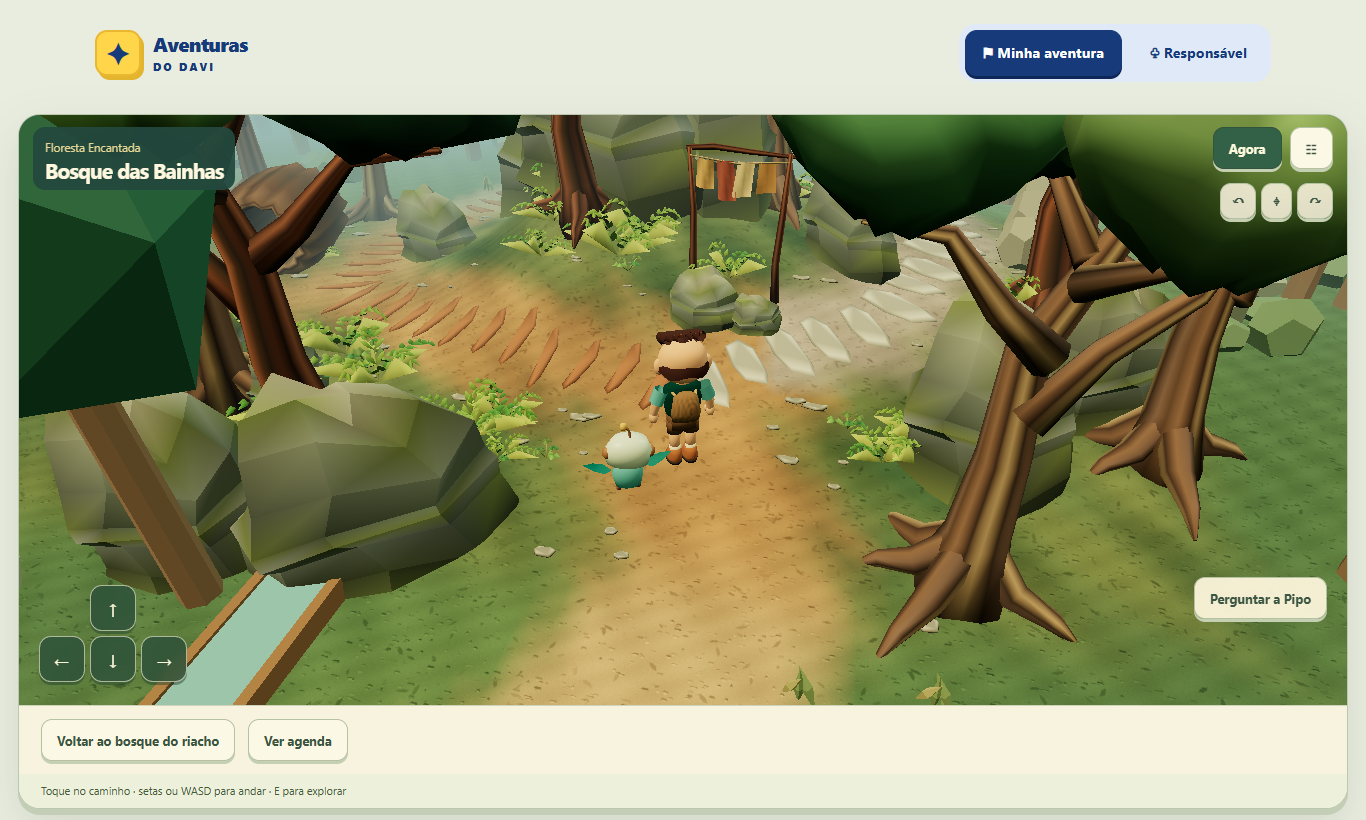 Aventuras
DO DAVI
Minha aventura
Responsável
Floresta Encantada
Bosque das Bainhas
Agora
Perguntar a Pipo
Voltar ao bosque do riacho
Ver agenda
Toque no caminho · setas ou WASD para andar · E para explorar